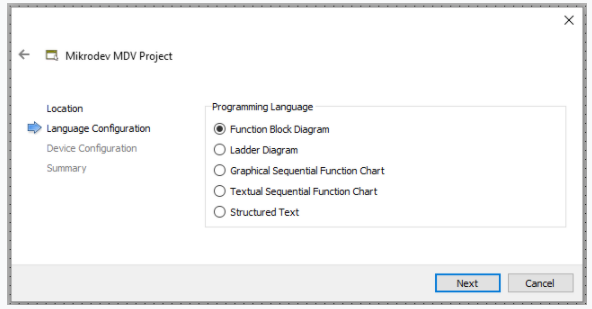 Mikrodev MDV Project
Location
Language Configuration
Device Configuration
Summary
Programming Language
Function Block Diagram
Ladder Diagram
Graphical Sequential Function Chart
Textual Sequential Function Chart
Structured Text
Next
Cancel